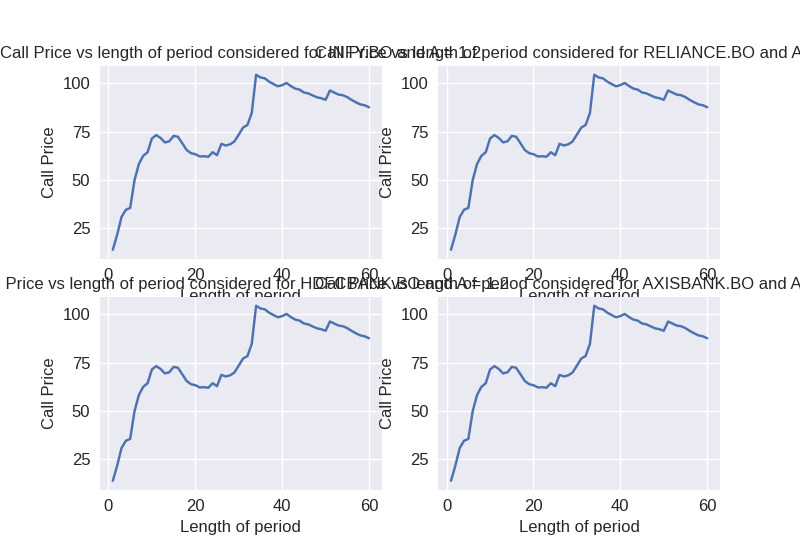 Call Price vs length of period considered for INFY.BO and A = 1.2
Call Price vs length of period considered for RELIANCE.BO and A
100
75
50
25
Call Price
0 20 40 60
Length of period
100
75
50
25
Call Price
0 20 40 60
Length of period
Price vs length of period considered for HDFCBANK.BO and A = 1.2
Call Price vs length of period considered for AXISBANK.BO and A
100
75
50
25
Call Price
0 20 40 60
Length of period
100
75
50
25
Call Price
0 20 40 60
Length of period